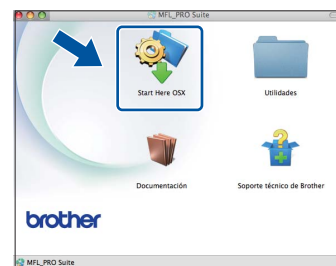 MFL_PRO Suite
Start Here OSX
Utilidades
Documentación
Soporte técnico de Brother
brother
MFL_PRO Suite